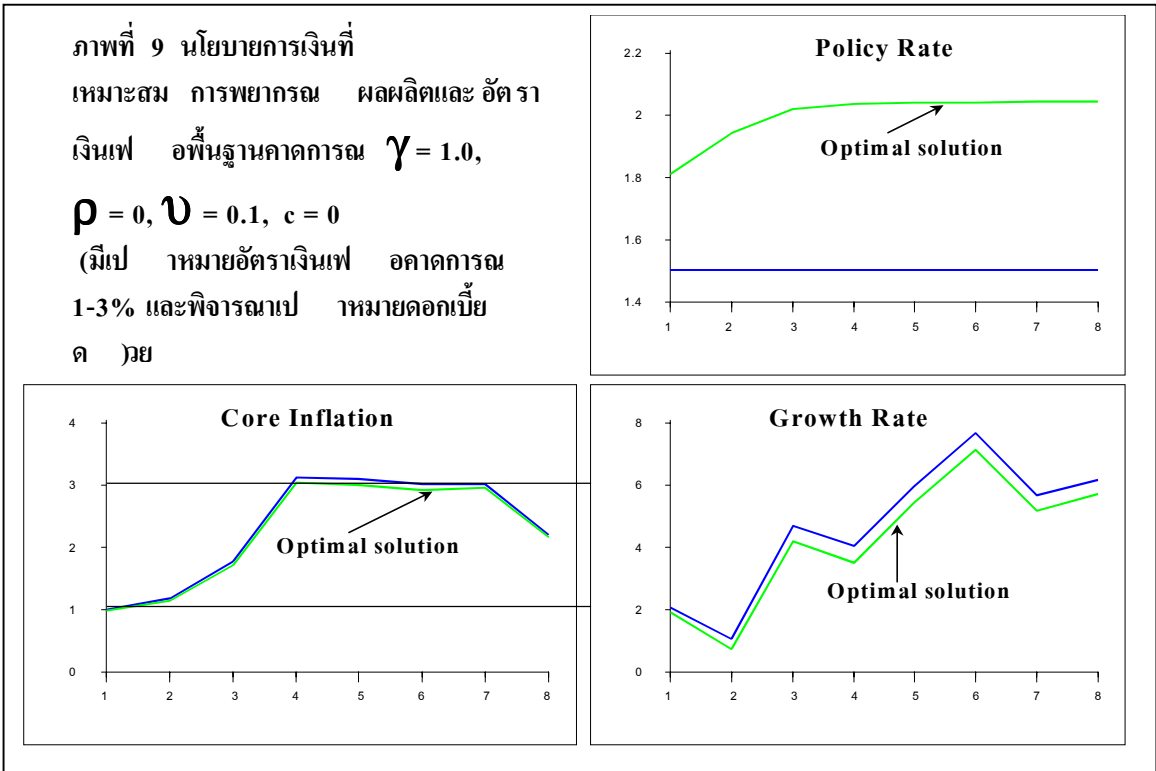 ภาพที่ 9 นโยบายการเงินที่
เหมาะสม การพยากรณ ผลผลิตและ อัต รา
เงินเฟ อพื้นฐานคาดการณ γ = 1.0,
ρ = 0, υ = 0.1, c = 0
(มีเป าหมายอัตราเงินเฟ อคาดการณ
1-3% และพิจารณาเป าหมายดอกเบี้ย
ด )วย
Policy Rate
2.2
2
1.8
1.6
1.4
Optimal solution
1 2 3 4 5 6 7 8
Core Inflation
4
3
2
1
0
Optimal solution
1 2 3 4 5 6 7 8
Growth Rate
8
6
4
2
0
Optimal solution
1 2 3 4 5 6 7 8